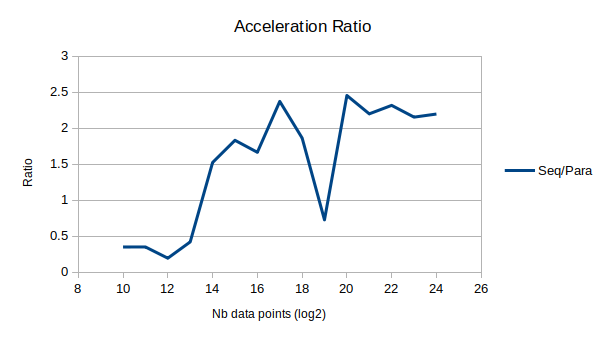 Acceleration Ratio
3
2.5
2
1.5
1
0.5
0
Ratio
8 10 12 14 16 18 20 22 24 26
Nb data points (log2)
Seq/Para